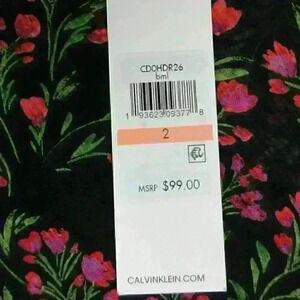 CD0HDR26
bml
1 93623 09377 8
2
MSRP $99.00
CALVINKLEIN.COM